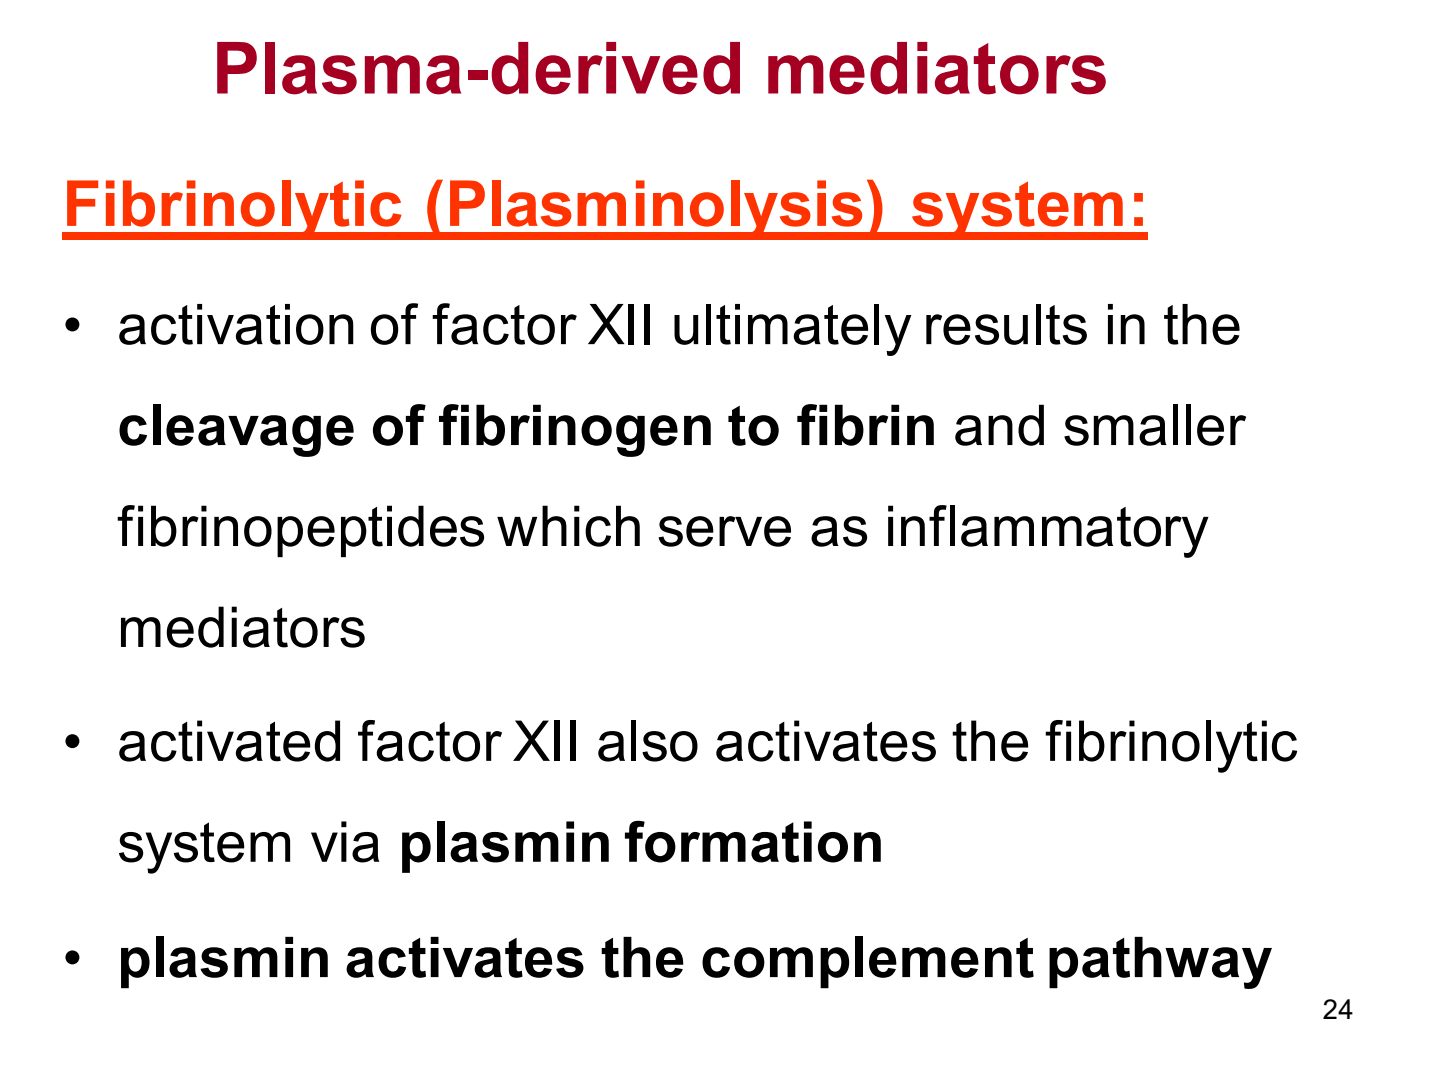 Plasma-derived mediators
Fibrinolytic (Plasminolysis) system:
• activation of factor XII ultimately results in the
cleavage of fibrinogen to fibrin and smaller
fibrinopeptides which serve as inflammatory
mediators
• activated factor XII also activates the fibrinolytic
system via plasmin formation
• plasmin activates the complement pathway
24